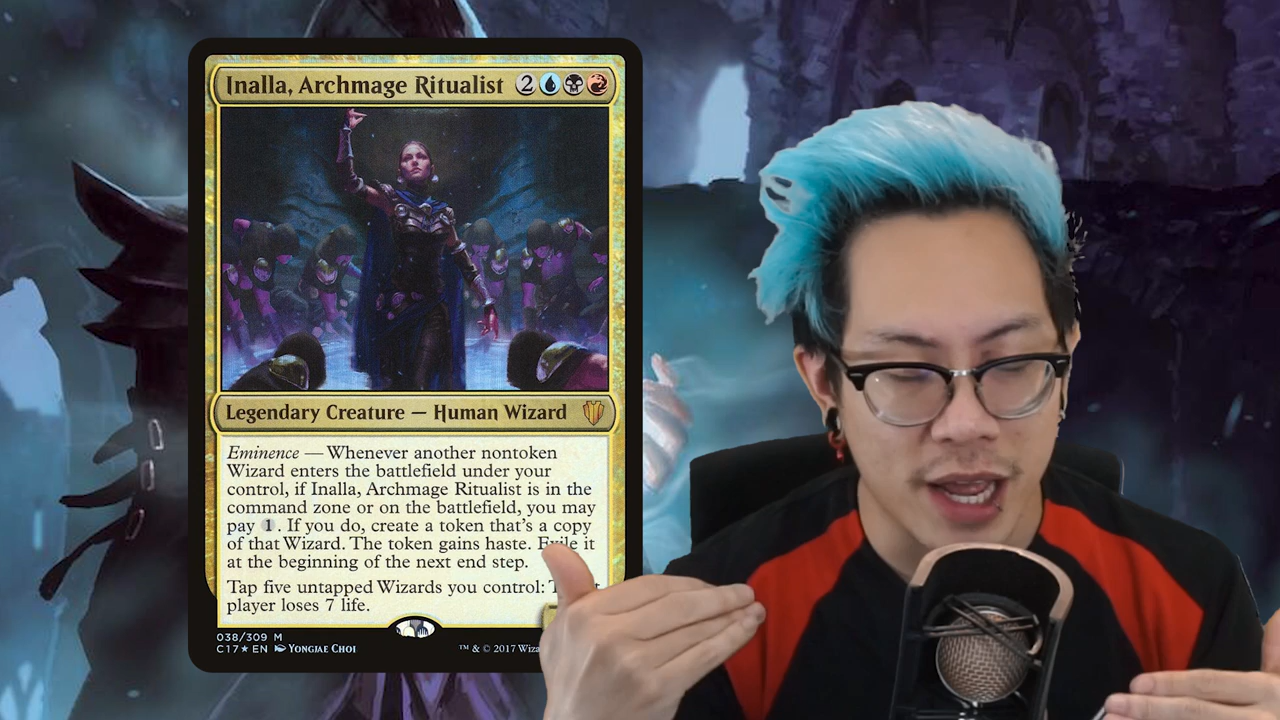 Inalla, Archmage Ritualist 2
Legendary Creature — Human Wizard
Eminence — Whenever another nontoken
Wizard enters the battlefield under your
control, if Inalla, Archmage Ritualist is in the
command zone or on the battlefield, you may
pay 1. If you do, create a token that's a copy
of that Wizard. The token gains haste. Exile it
at the beginning of the next end step.
Tap five untapped Wizards you control:
player loses 7 life.
038/309 M
C17★EN Yongjae Choi
™ & © 2017